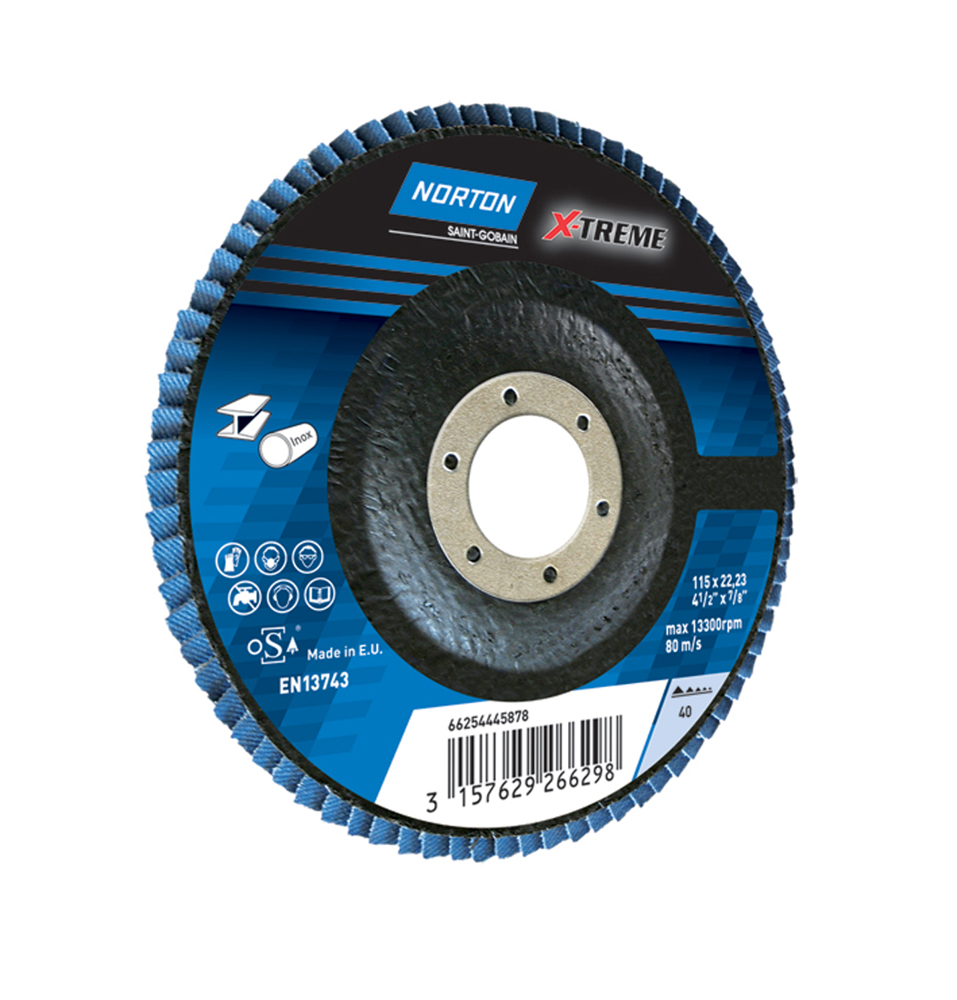 NORTON
SAINT-GOBAIN
X-TREME
Inox
115 x 22,23
4 1/2" x 7/8"
max 13300rpm
80 m/s
oSa®
Made in E.U.
EN13743
40
66254445878
3 157629 266298